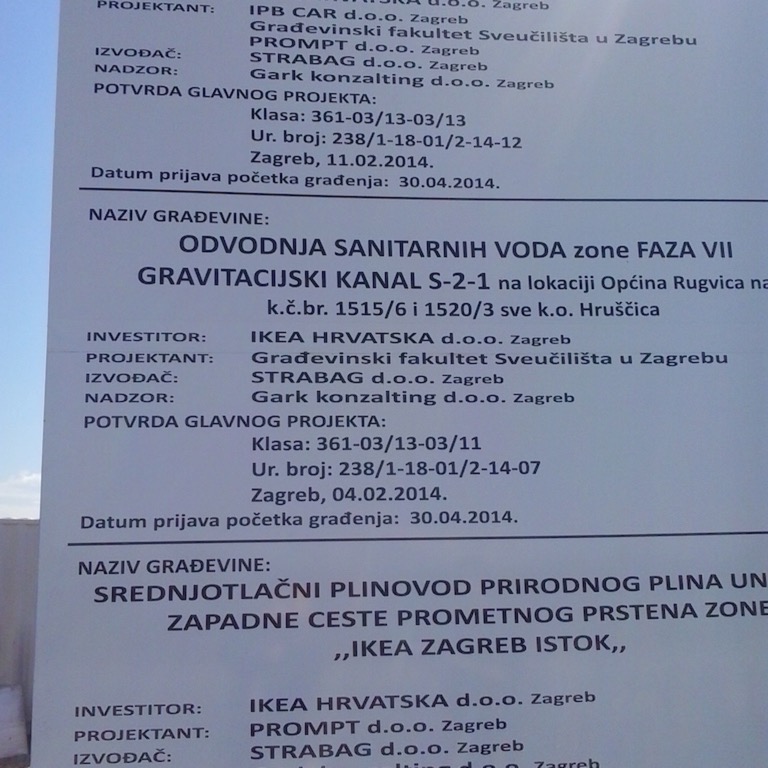 d.o.o. Zagreb
PROJEKTANT: IPB CAR d.o.o. Zagreb
Građevinski fakultet Sveučilišta u Zagrebu
PROMPT d.o.o. Zagreb
IZVOĐAČ: STRABAG d.o.o. Zagreb
NADZOR: Gark konzalting d.o.o. Zagreb
POTVRDA GLAVNOG PROJEKTA:
Klasa: 361-03/13-03/13
Ur. broj: 238/1-18-01/2-14-12
Zagreb, 11.02.2014.
Datum prijava početka građenja: 30.04.2014.
NAZIV GRAĐEVINE:
ODVODNJA SANITARNIH VODA zone FAZA VII
GRAVITACIJSKI KANAL S-2-1 na lokaciji Općina Rugvica na
k.č.br. 1515/6 i 1520/3 sve k.o. Hruščica
INVESTITOR: IKEA HRVATSKA d.o.o. Zagreb
PROJEKTANT: Građevinski fakultet Sveučilišta u Zagrebu
IZVOĐAČ: STRABAG d.o.o. Zagreb
NADZOR: Gark konzalting d.o.o. Zagreb
POTVRDA GLAVNOG PROJEKTA:
Klasa: 361-03/13-03/11
Ur. broj: 238/1-18-01/2-14-07
Zagreb, 04.02.2014.
Datum prijava početka građenja: 30.04.2014.
NAZIV GRAĐEVINE:
SREDNJOTLAČNI PLINOVOD PRIRODNOG PLINA UN
ZAPADNE CESTE PROMETNOG PRSTENA ZONE
,,IKEA ZAGREB ISTOK,,
INVESTITOR: IKEA HRVATSKA d.o.o. Zagreb
PROJEKTANT: PROMPT d.o.o. Zagreb
IZVOĐAČ: STRABAG d.o.o. Zagreb
Zagreb